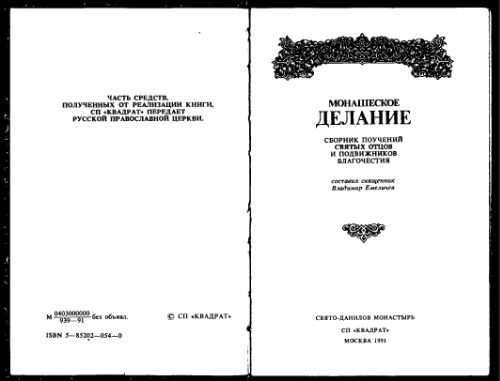 ЧАСТЬ СРЕДСТВ,
ПОЛУЧЕННЫХ ОТ РЕАЛИЗАЦИИ КНИГИ,
СП «КВАДРАТ» ПЕРЕДАЕТ
РУССКОЙ ПРАВОСЛАВНОЙ ЦЕРКВИ.
М 0403000000
939—91 без объявл.
© СП «КВАДРАТ»
ISBN 5—85202—054—0
МОНАШЕСКОЕ
ДЕЛАНИЕ
СБОРНИК ПОУЧЕНИЙ
СВЯТЫХ ОТЦОВ
И ПОДВИЖНИКОВ
БЛАГОЧЕСТИЯ
составил священник
Владимир Емеличев
СВЯТО-ДАНИЛОВ МОНАСТЫРЬ
СП «КВАДРАТ»
МОСКВА 1991